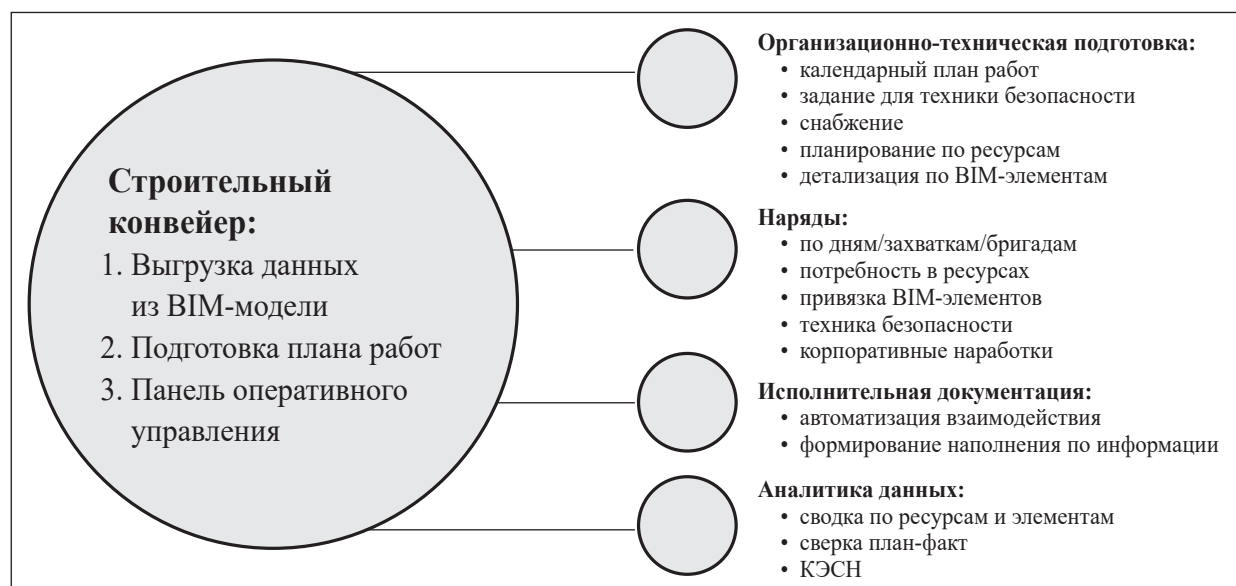 Строительный
конвейер:
1. Выгрузка данных
из BIM-модели
2. Подготовка плана работ
3. Панель оперативного
управления
Организационно-техническая подготовка:
• календарный план работ
• задание для техники безопасности
• снабжение
• планирование по ресурсам
• детализация по BIM-элементам
Наряды:
• по дням/захваткам/бригадам
• потребность в ресурсах
• привязка BIM-элементов
• техника безопасности
• корпоративные наработки
Исполнительная документация:
• автоматизация взаимодействия
• формирование наполнения по информации
Аналитика данных:
• сводка по ресурсам и элементам
• сверка план-факт
• КЭСН